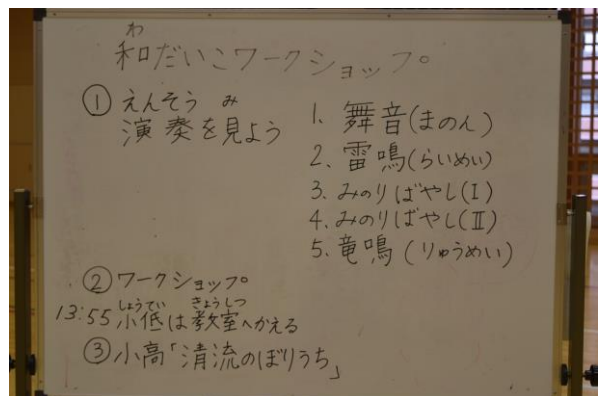 わ
和だいこワークショップ。
① えんそう み
演奏を見よう
1. 舞音(まのん)
2. 雷鳴(らいめい)
3. みのりばやし(Ⅰ)
4. みのりばやし(Ⅱ)
5. 竜鳴(りゅうめい)
② ワークショップ。
しょうてい きょうしつ
13:55 小低は教室へかえる
③ 小高「清流のぼりうち」